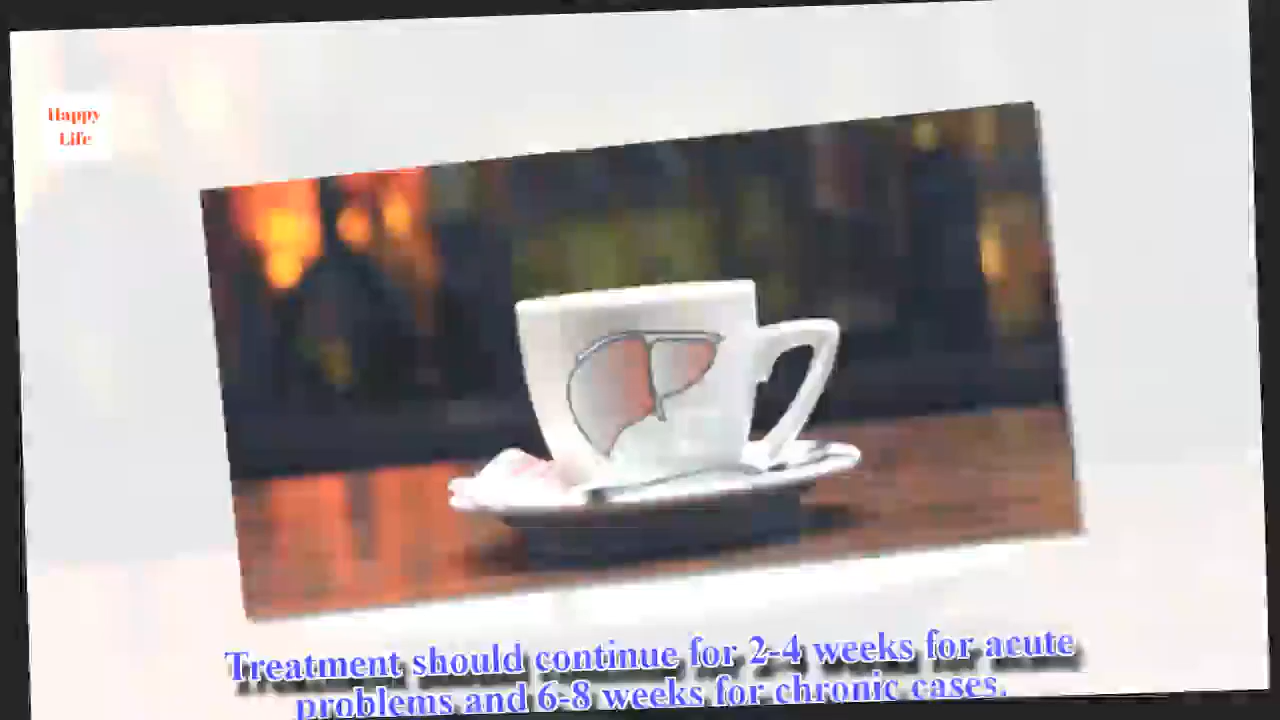 Happy
Life
Treatment should continue for 2-4 weeks for acute
problems and 6-8 weeks for chronic cases.